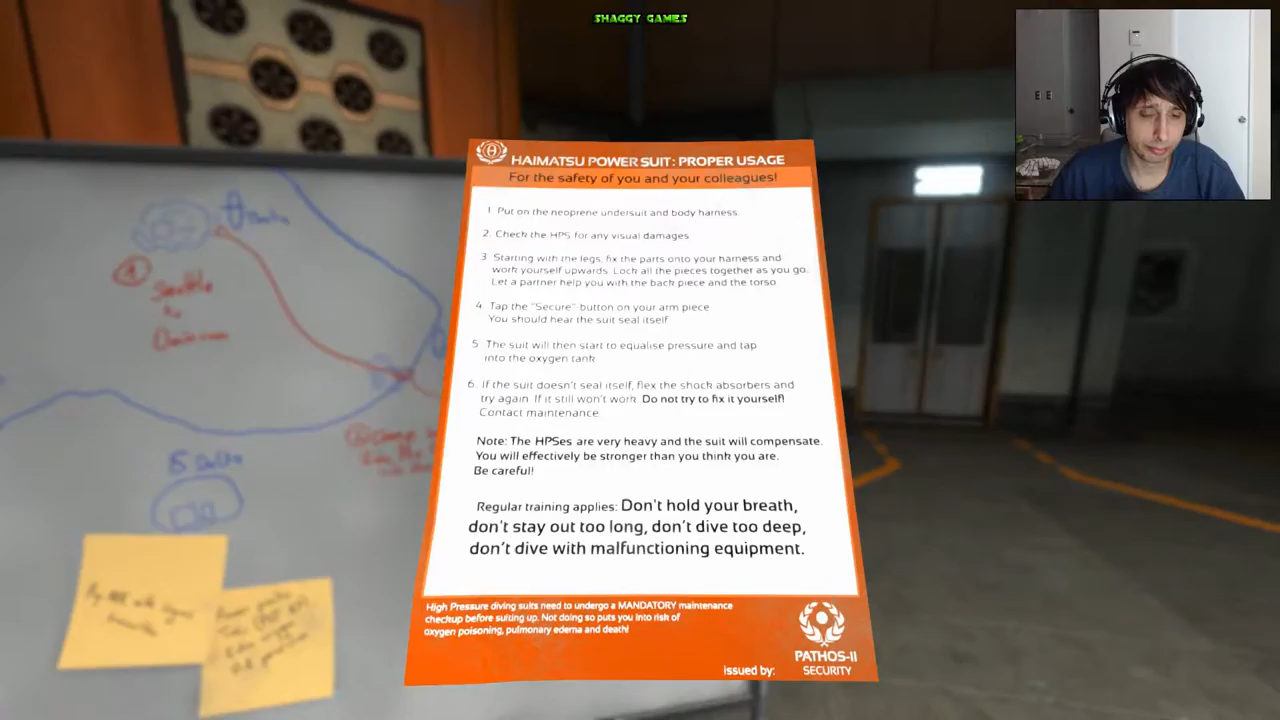 SHAGGY GAMES
HAIMATSU POWER SUIT: PROPER USAGE
For the safety of you and your colleagues!
1. Put on the neoprene undersuit and body harness.
2. Check the HPS for any visual damages
3. Starting with the legs, fix the parts onto your harness and
work yourself upwards. Lock all the pieces together as you go.
Let a partner help you with the back piece and the torso
4. Tap the "Secure"-button on your arm piece
You should hear the suit seal itself
5. The suit will then start to equalise pressure and tap
into the oxygen tank
6. If the suit doesn't seal itself, flex the shock absorbers and
try again. If it still won't work. Do not try to fix it yourself!
Contact maintenance.
Note: The HPSes are very heavy and the suit will compensate.
You will effectively be stronger than you think you are.
Be careful!
Regular training applies: Don't hold your breath,
don't stay out too long, don't dive too deep,
don't dive with malfunctioning equipment.
High Pressure diving suits need to undergo a MANDATORY maintenance
checkup before suiting up. Not doing so puts you into risk of
oxygen poisoning, pulmonary edema and death!
issued by:
PATHOS-II
SECURITY
Delta